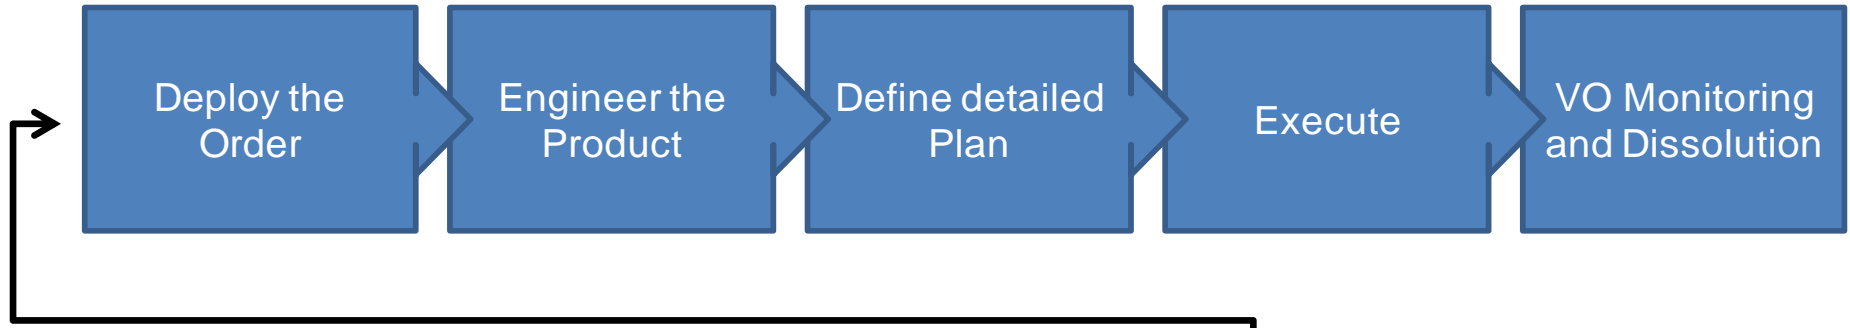 Deploy the
Order
Engineer the
Product
Define detailed
Plan
Execute
VO Monitoring
and Dissolution